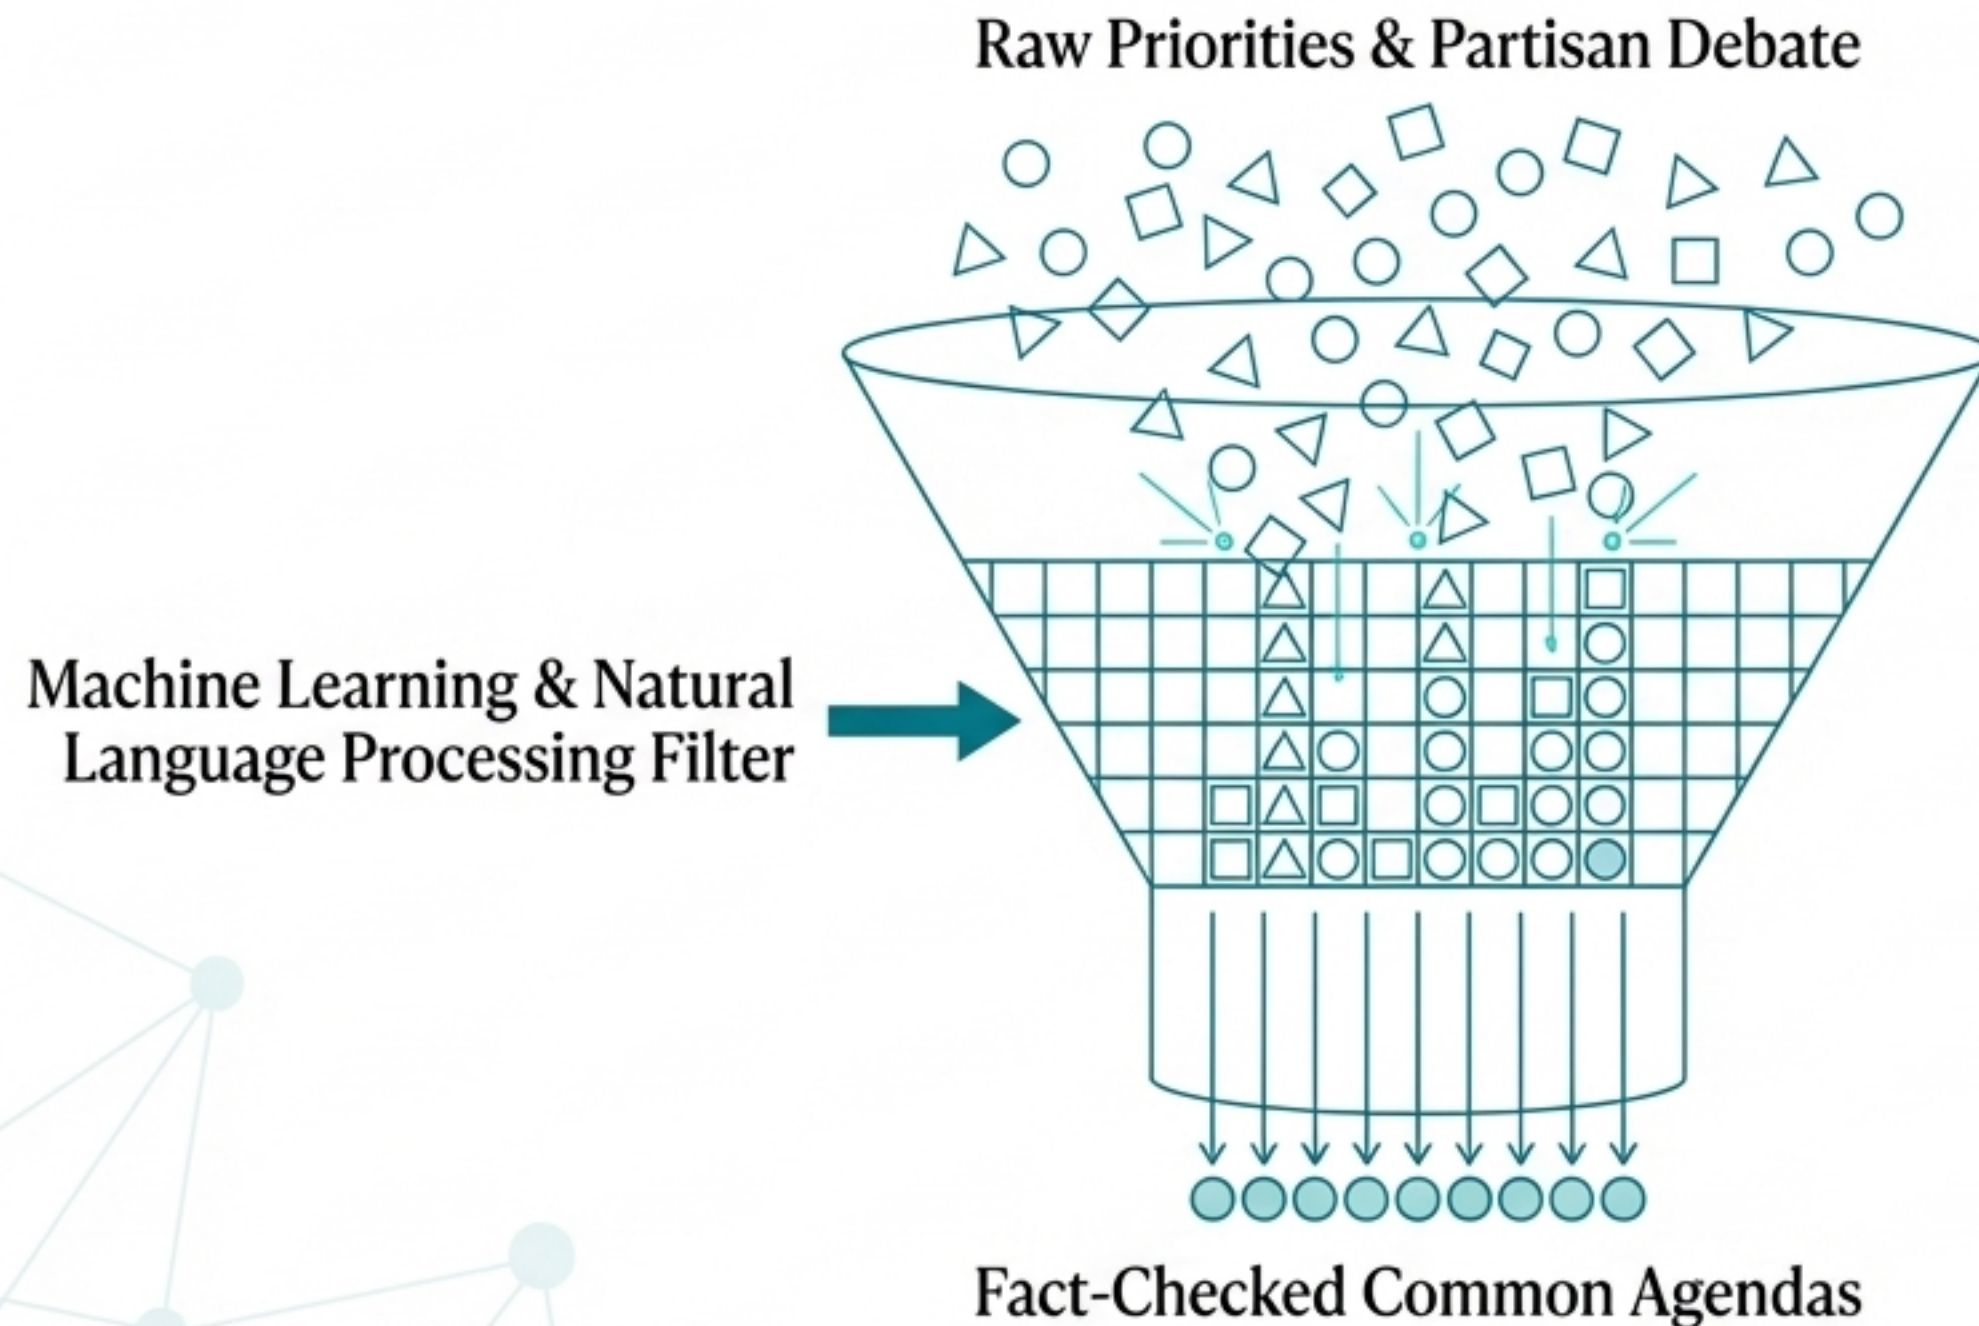 Raw Priorities & Partisan Debate
Machine Learning & Natural
Language Processing Filter
Fact-Checked Common Agendas